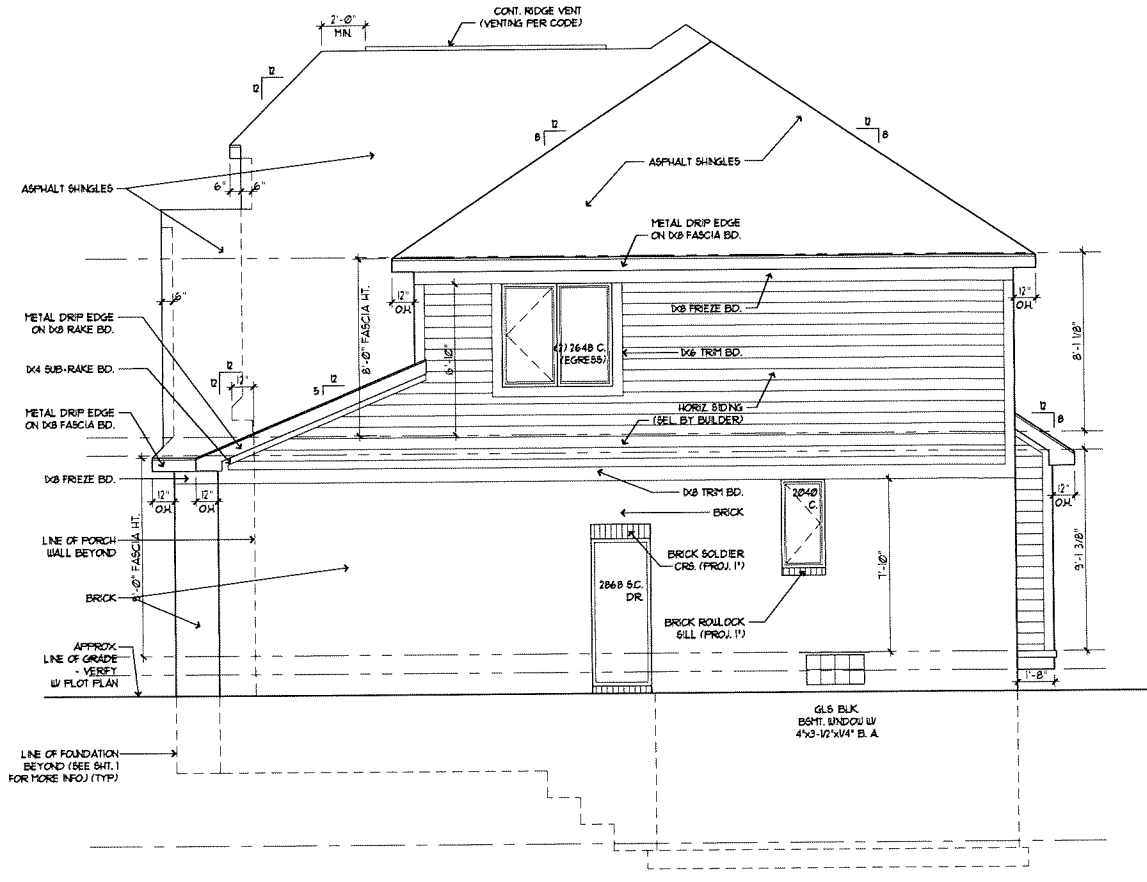 CONT. RIDGE VENT
(VENTING PER CODE)
2'-0"
MIN.
12
12
12
8
12
8
ASPHALT SHINGLES
ASPHALT SHINGLES
6"
6"
METAL DRIP EDGE
ON 1X8 FASCIA BD.
6"
12"
O.H.
8'-0" FASCIA HT.
6'-10"
(2) 2648 C.
(EGRESS)
1X8 FRIEZE BD.
12"
O.H.
8'-1 1/8"
METAL DRIP EDGE
ON 1X8 RAKE BD.
1X6 TRIM BD.
1X4 SUB-RAKE BD.
12
12
12"
12
5
HORIZ SIDING
(SEL. BY BUILDER)
12
8
METAL DRIP EDGE
ON 1X8 FASCIA BD.
1X8 FRIEZE BD.
12"
O.H.
12"
O.H.
1X8 TRIM BD.
2040
C.
12"
O.H.
BRICK
LINE OF PORCH
WALL BEYOND
FASCIA HT.
BRICK SOLDIER
CRS. (PROJ. 1")
7'-10"
9'-1 3/8"
2868 S.C.
DR.
BRICK
BRICK ROWLOCK
SILL (PROJ. 1")
APPROX.
LINE OF GRADE
- VERIFY
W/ PLOT PLAN
1'-8"
GLS BLK.
BSMT. WINDOW W/
4"x3-1/2"x1/4" B. A.
LINE OF FOUNDATION
BEYOND (SEE SHT. 1
FOR MORE INFO.) (TYP)